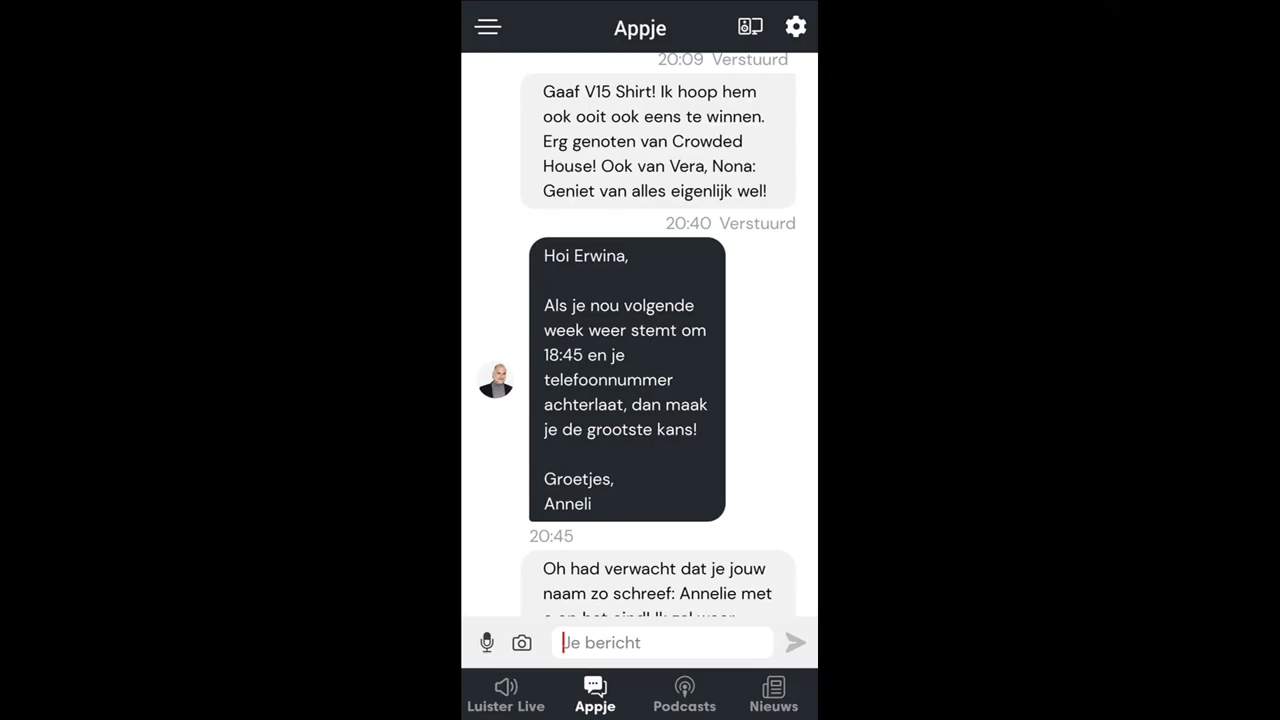 Appje
20:09 Verstuurd
Gaaf V15 Shirt! Ik hoop hem
ook ooit ook eens te winnen.
Erg genoten van Crowded
House! Ook van Vera, Nona:
Geniet van alles eigenlijk wel!
20:40 Verstuurd
Hoi Erwina,
Als je nou volgende
week weer stemt om
18:45 en je
telefoonnummer
achterlaat, dan maak
je de grootste kans!
Groetjes,
Anneli
20:45
Oh had verwacht dat je jouw
naam zo schreef: Annelie met
Je bericht
Luister Live
Appje
Podcasts
Nieuws